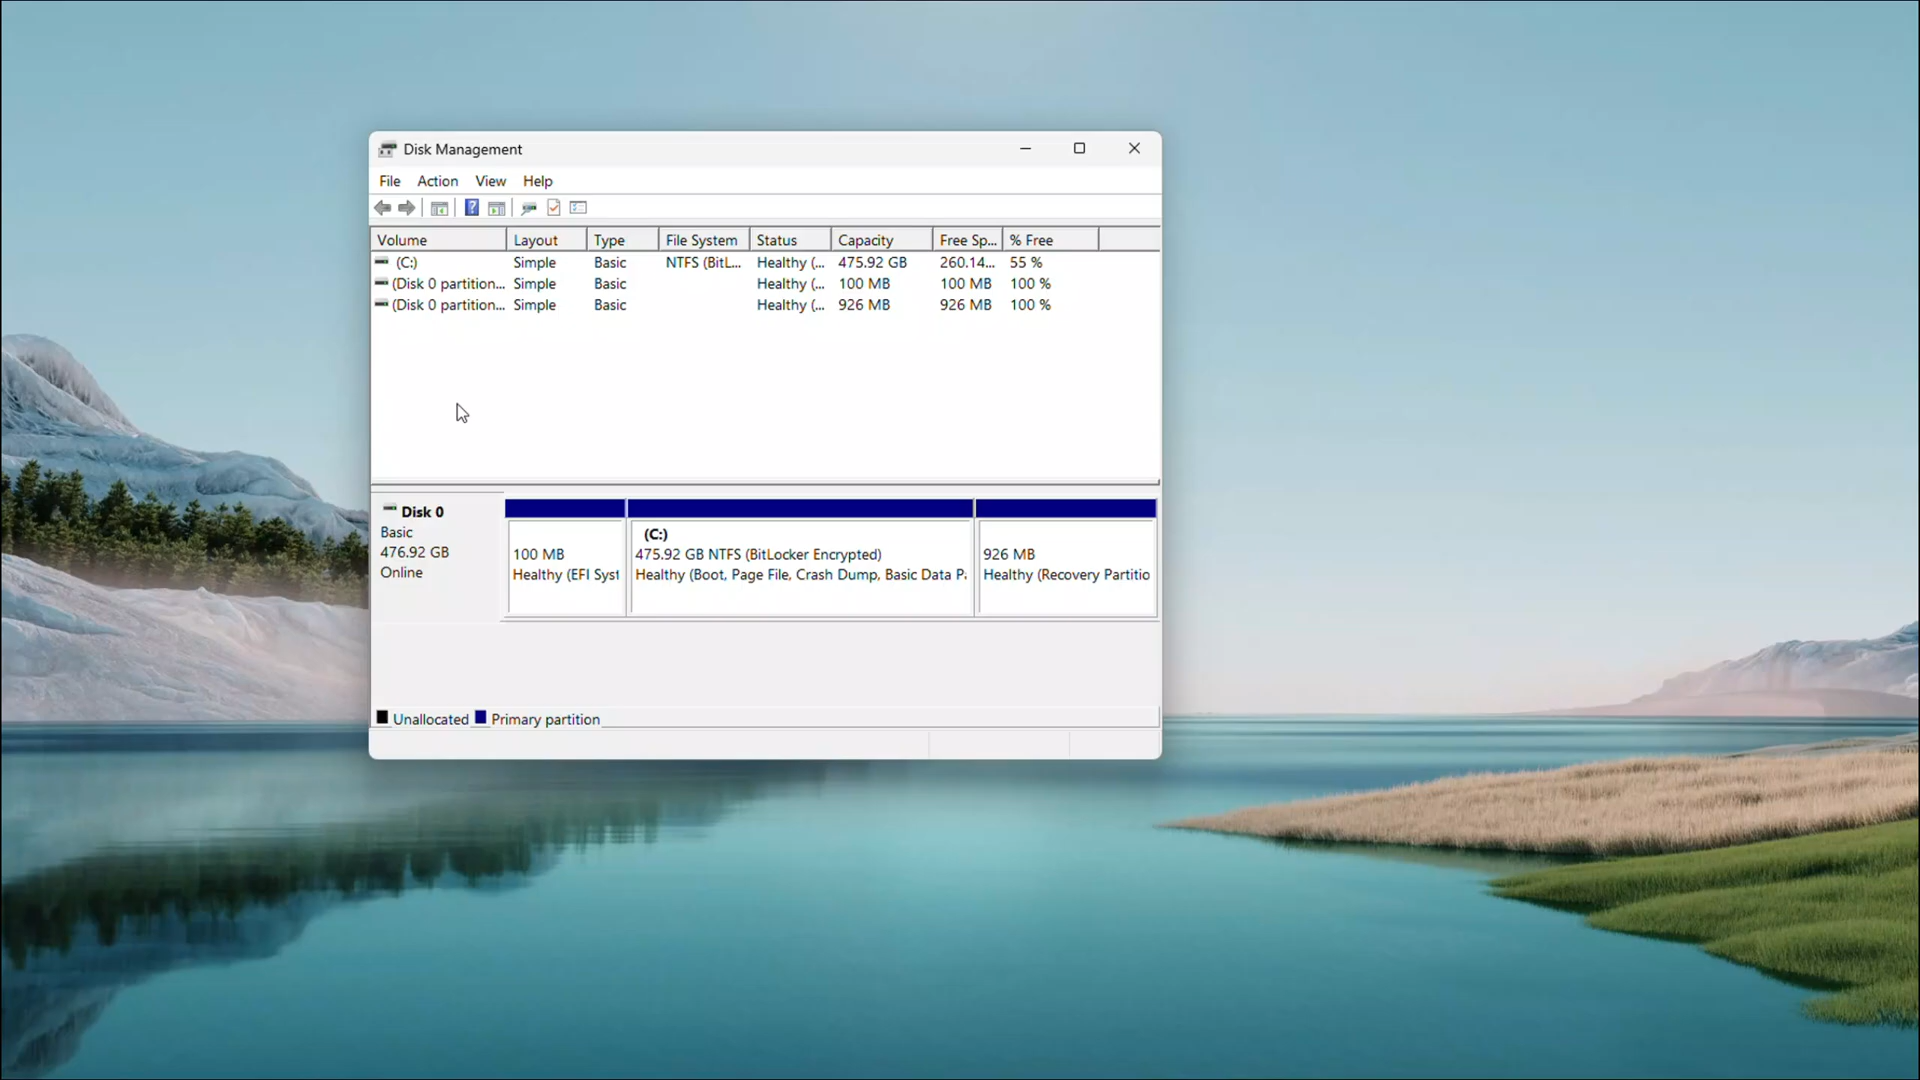 Disk Management
File Action View Help
Volume Layout Type File System Status Capacity Free Sp... % Free
(C:) Simple Basic NTFS (BitL... Healthy (... 475.92 GB 260.14... 55 %
(Disk 0 partition... Simple Basic Healthy (... 100 MB 100 MB 100 %
(Disk 0 partition... Simple Basic Healthy (... 926 MB 926 MB 100 %
Disk 0
Basic
476.92 GB
Online
100 MB
Healthy (EFI Syst
(C:)
475.92 GB NTFS (BitLocker Encrypted)
Healthy (Boot, Page File, Crash Dump, Basic Data Pa
926 MB
Healthy (Recovery Partitio
Unallocated Primary partition